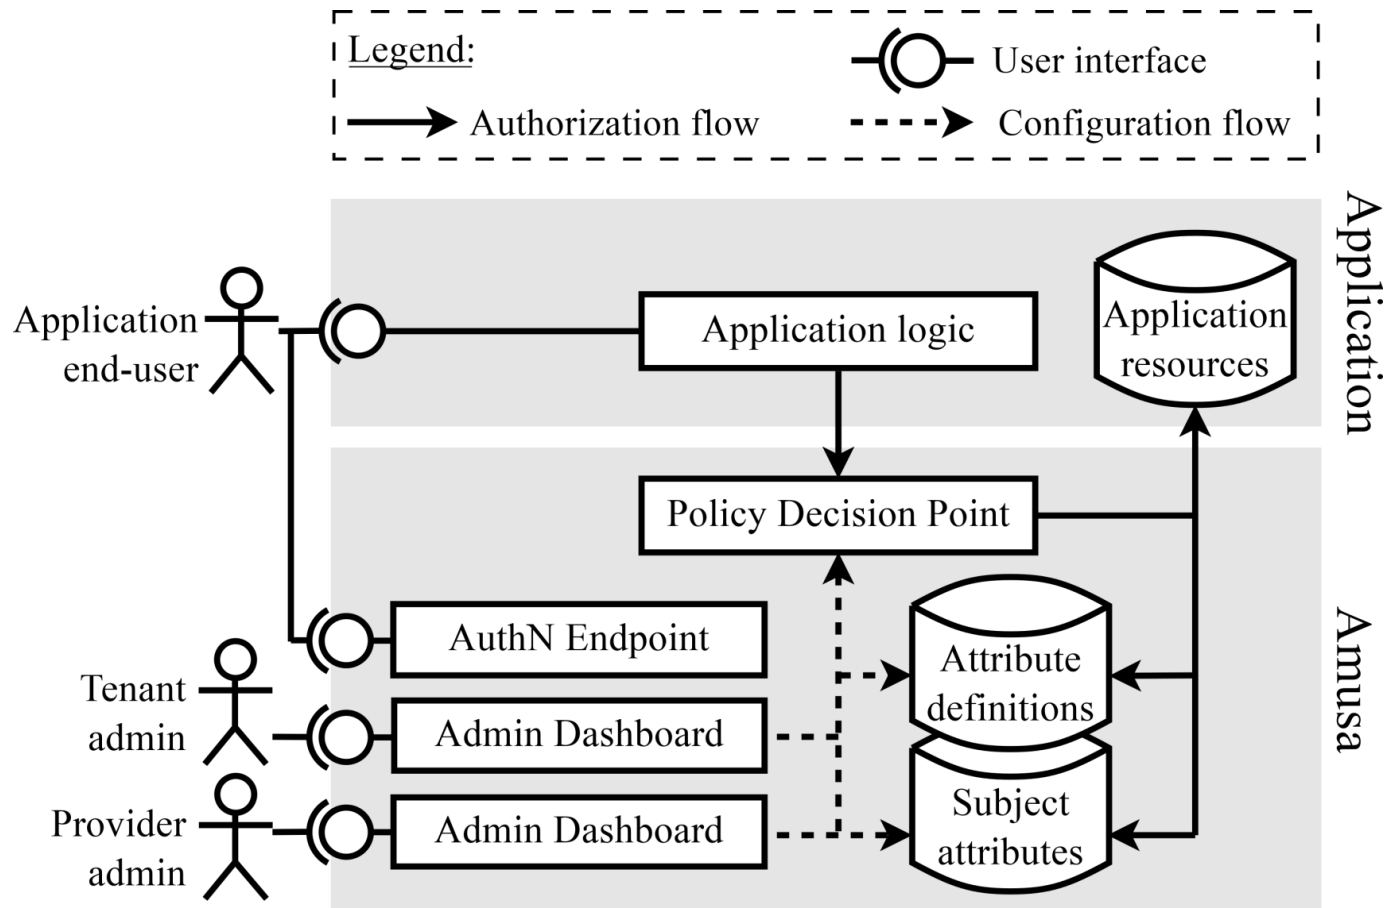 Legend:
User interface
Authorization flow
Configuration flow
Application
Application
end-user
Application logic
Application
resources
Policy Decision Point
Amusa
AuthN Endpoint
Attribute
definitions
Tenant
admin
Admin Dashboard
Provider
admin
Admin Dashboard
Subject
attributes